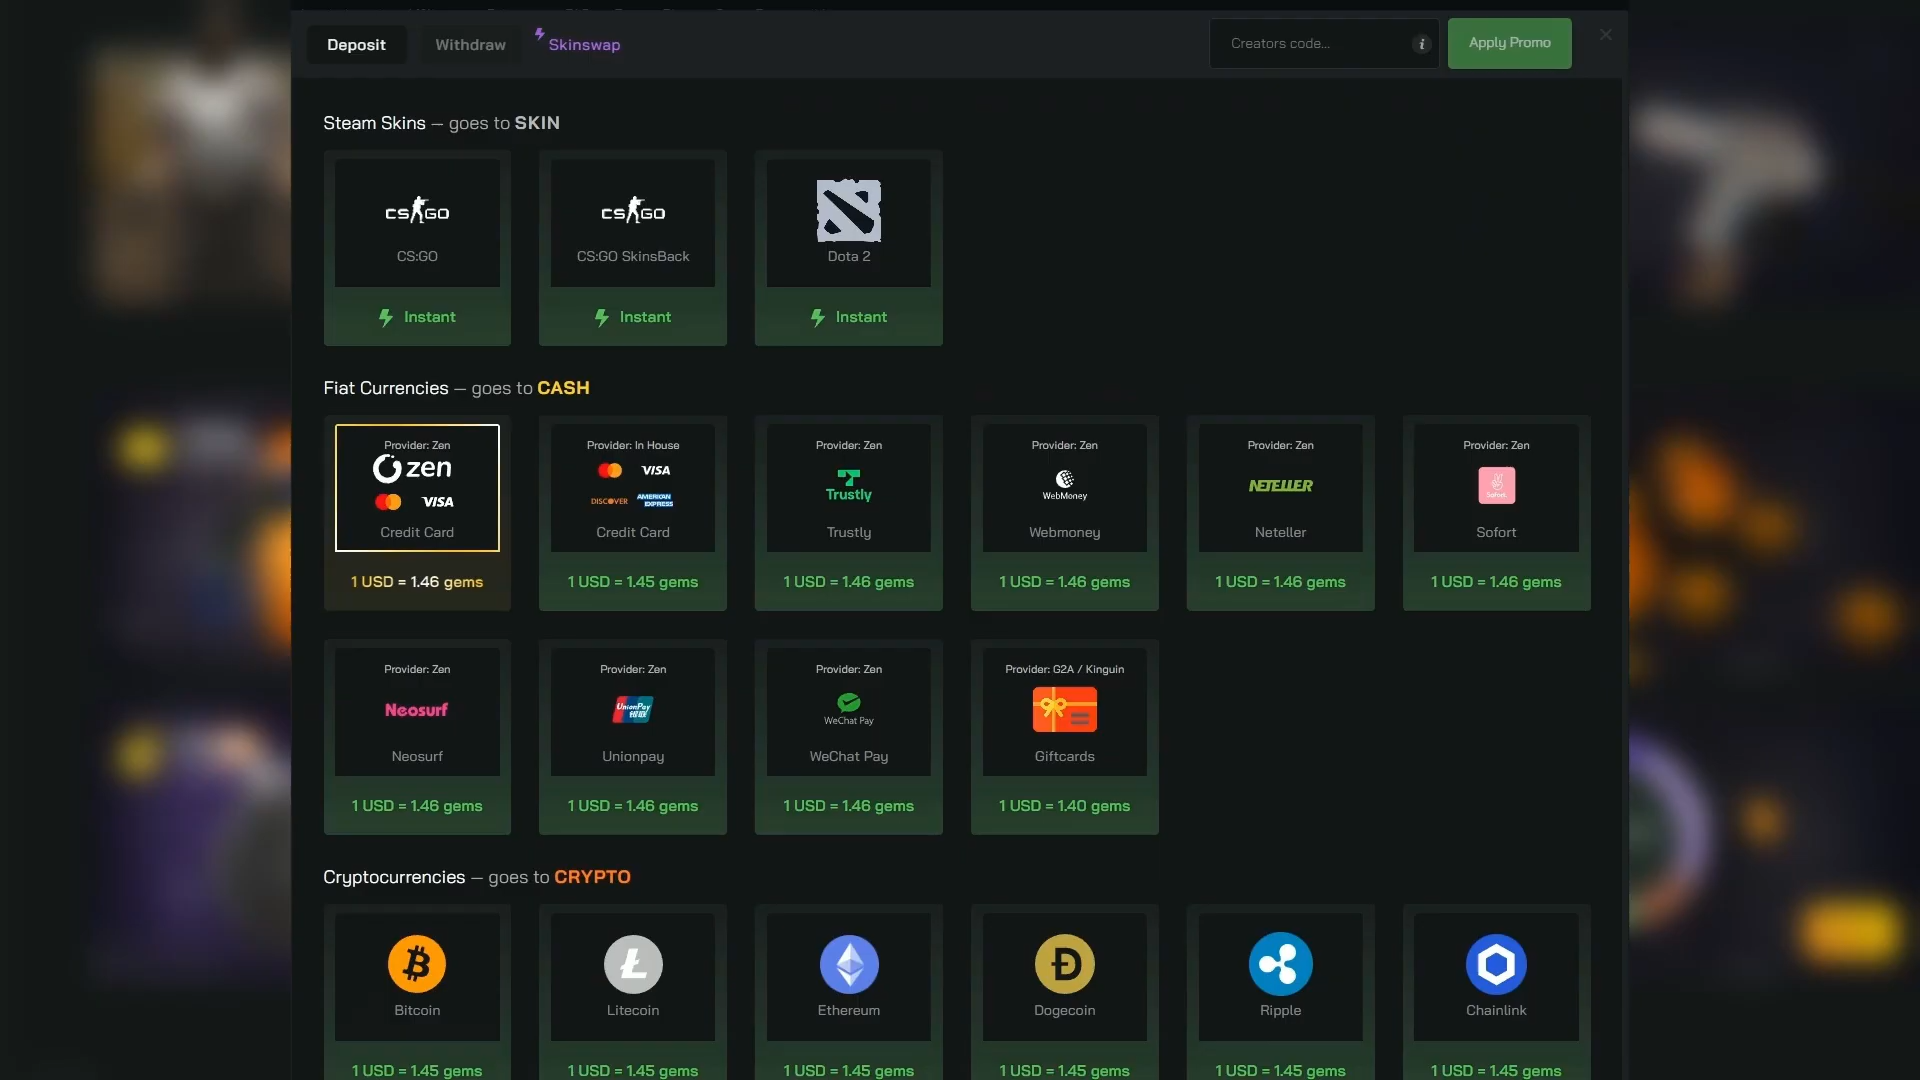 Deposit
Withdraw
Skinswap
Creators code...
i
Apply Promo
Steam Skins — goes to SKIN
CS GO
CS:GO
Instant
CS GO
CS:GO SkinsBack
Instant
Dota 2
Instant
Fiat Currencies — goes to CASH
Provider: Zen
zen
VISA
Credit Card
1 USD = 1.46 gems
Provider: In House
VISA
DISCOVER AMERICAN EXPRESS
Credit Card
1 USD = 1.45 gems
Provider: Zen
Trustly
Trustly
1 USD = 1.46 gems
Provider: Zen
WebMoney
Webmoney
1 USD = 1.46 gems
Provider: Zen
NETELLER
Neteller
1 USD = 1.46 gems
Provider: Zen
Sofort.
Sofort
1 USD = 1.46 gems
Provider: Zen
Neosurf
Neosurf
1 USD = 1.46 gems
Provider: Zen
UnionPay
银联
Unionpay
1 USD = 1.46 gems
Provider: Zen
WeChat Pay
WeChat Pay
1 USD = 1.46 gems
Provider: G2A / Kinguin
Giftcards
1 USD = 1.40 gems
Cryptocurrencies — goes to CRYPTO
Bitcoin
1 USD = 1.45 gems
Litecoin
1 USD = 1.45 gems
Ethereum
1 USD = 1.45 gems
Dogecoin
1 USD = 1.45 gems
Ripple
1 USD = 1.45 gems
Chainlink
1 USD = 1.45 gems